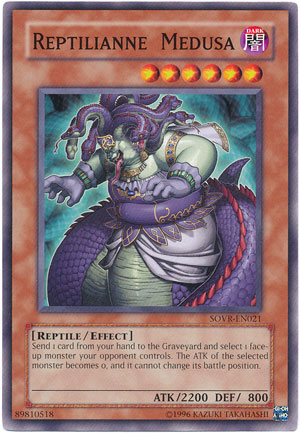 REPTILIANNE MEDUSA
DARK
闇
SOVR-EN021
[REPTILE/EFFECT]
Send 1 card from your hand to the Graveyard and select 1 face-
up monster your opponent controls. The ATK of the selected
monster becomes 0, and it cannot change its battle position.
ATK/2200 DEF/ 800
89810518
©1996 KAZUKI TAKAHASHI